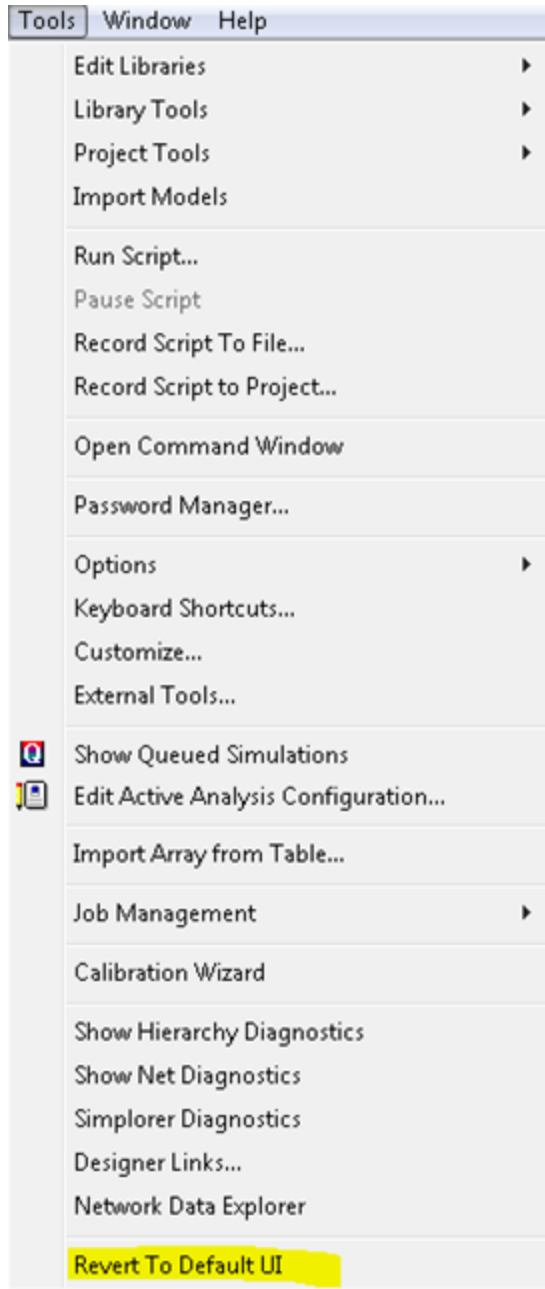 Tools Window Help
Edit Libraries
Library Tools
Project Tools
Import Models
Run Script...
Pause Script
Record Script To File...
Record Script to Project...
Open Command Window
Password Manager...
Options
Keyboard Shortcuts...
Customize...
External Tools...
Q Show Queued Simulations
Edit Active Analysis Configuration...
Import Array from Table...
Job Management
Calibration Wizard
Show Hierarchy Diagnostics
Show Net Diagnostics
Simplorer Diagnostics
Designer Links...
Network Data Explorer
Revert To Default UI